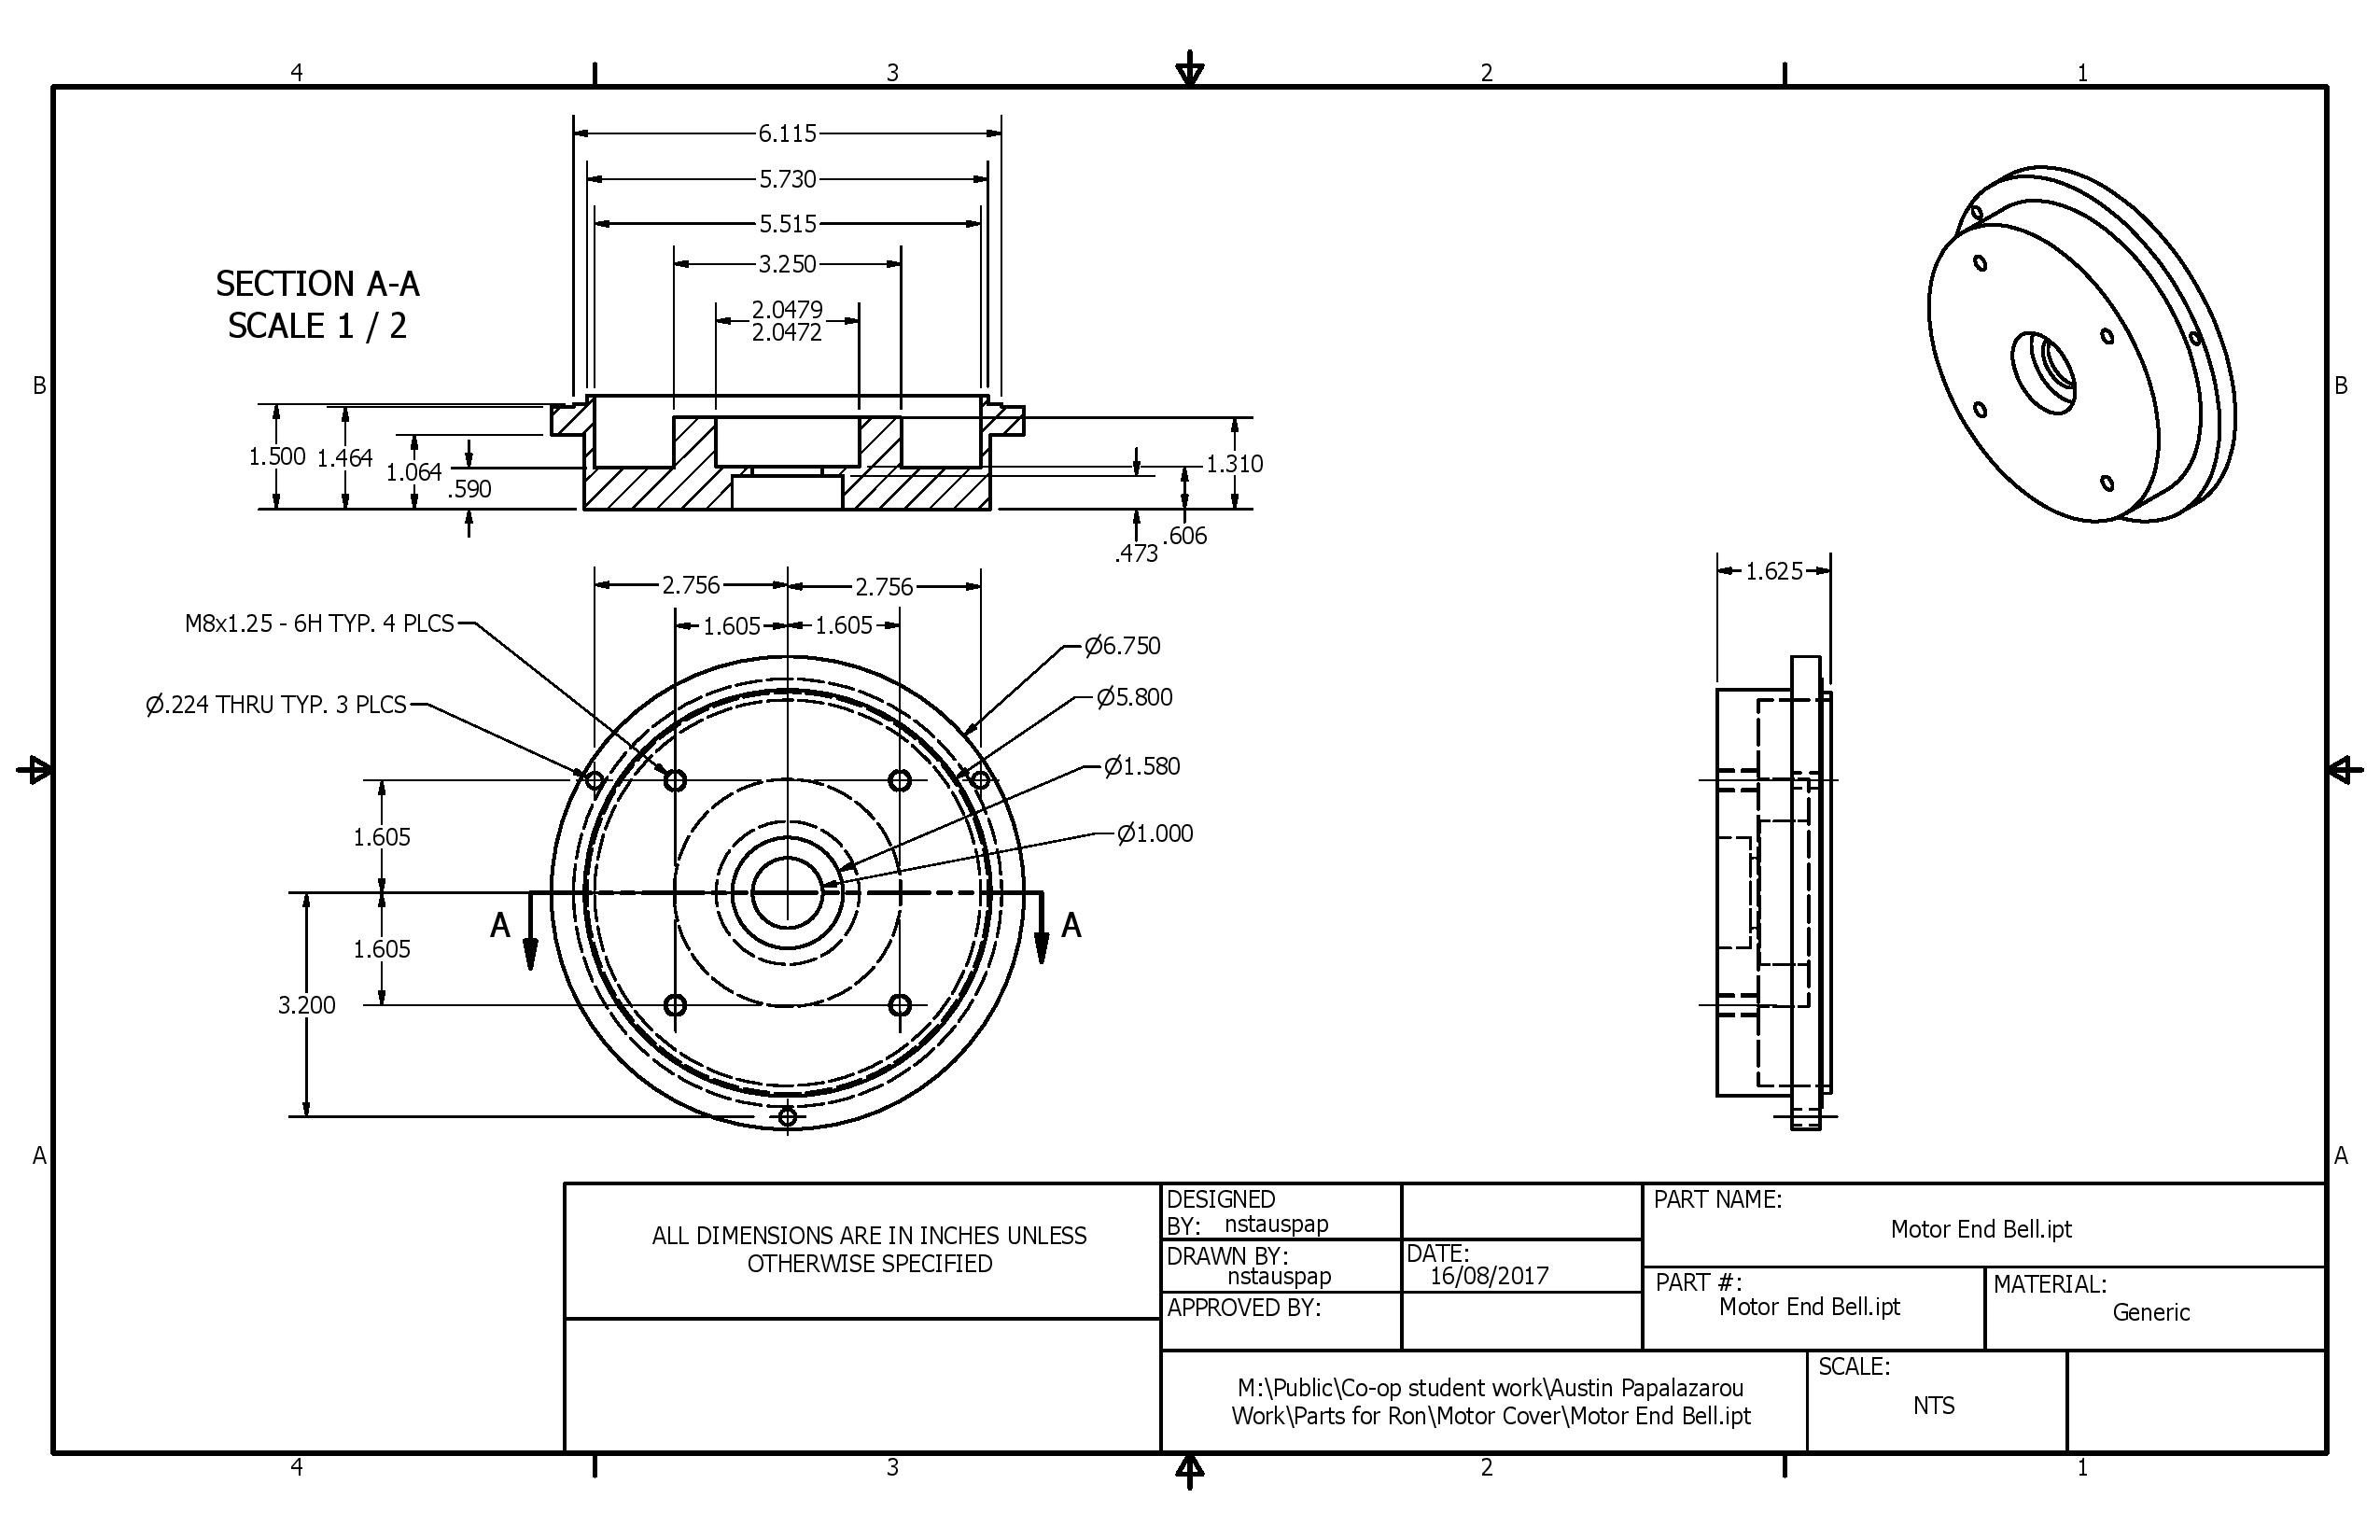 4 3 2 1
6.115
5.730
5.515
3.250
SECTION A-A
SCALE 1 / 2
2.0479
2.0472
B B
1.500 1.464 1.064 .590 1.310
.606
.473
2.756 2.756
1.625
M8x1.25 - 6H TYP. 4 PLCS
1.605 1.605
Ø6.750
Ø5.800
Ø.224 THRU TYP. 3 PLCS
Ø1.580
Ø1.000
1.605
A A
1.605
3.200
A A
ALL DIMENSIONS ARE IN INCHES UNLESS
OTHERWISE SPECIFIED
DESIGNED
BY: nstauspap
DRAWN BY:
nstauspap
DATE:
16/08/2017
APPROVED BY:
PART NAME:
Motor End Bell.ipt
PART #:
Motor End Bell.ipt
MATERIAL:
Generic
M:\Public\Co-op student work\Austin Papalazarou
Work\Parts for Ron\Motor Cover\Motor End Bell.ipt
SCALE:
NTS
4 3 2 1